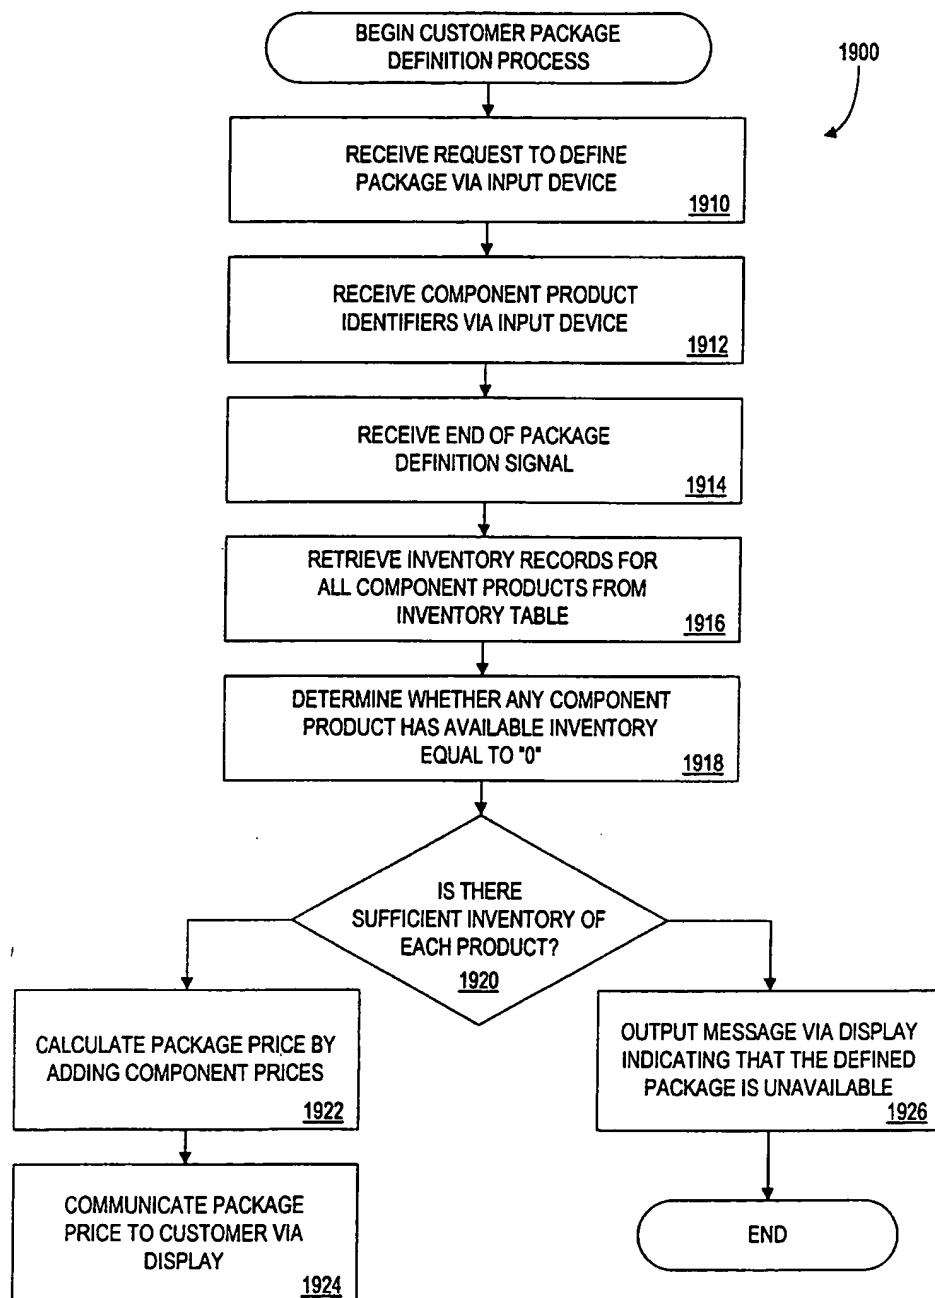 BEGIN CUSTOMER PACKAGE
DEFINITION PROCESS
1900
RECEIVE REQUEST TO DEFINE
PACKAGE VIA INPUT DEVICE
1910
RECEIVE COMPONENT PRODUCT
IDENTIFIERS VIA INPUT DEVICE
1912
RECEIVE END OF PACKAGE
DEFINITION SIGNAL
1914
RETRIEVE INVENTORY RECORDS FOR
ALL COMPONENT PRODUCTS FROM
INVENTORY TABLE
1916
DETERMINE WHETHER ANY COMPONENT
PRODUCT HAS AVAILABLE INVENTORY
EQUAL TO "0"
1918
IS THERE
SUFFICIENT INVENTORY OF
EACH PRODUCT?
1920
CALCULATE PACKAGE PRICE BY
ADDING COMPONENT PRICES
1922
OUTPUT MESSAGE VIA DISPLAY
INDICATING THAT THE DEFINED
PACKAGE IS UNAVAILABLE
1926
COMMUNICATE PACKAGE
PRICE TO CUSTOMER VIA
DISPLAY
1924
END